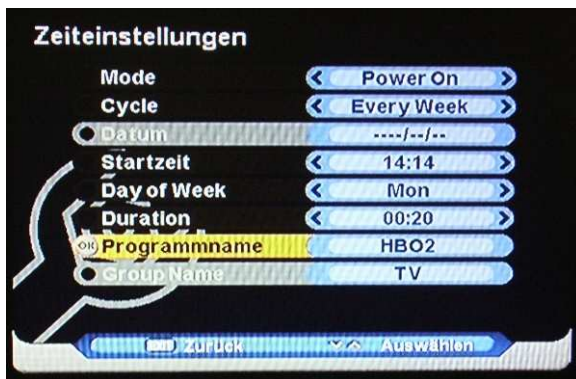 Zeiteinstellungen
Mode Power On
Cycle Every Week
Datum ----/--/--
Startzeit 14:14
Day of Week Mon
Duration 00:20
OK Programmname HBO2
Group Name TV
EXIT Zurück Auswählen